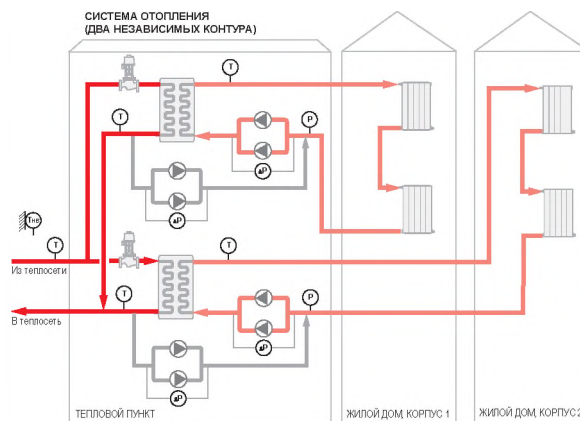 СИСТЕМА ОТОПЛЕНИЯ
(ДВА НЕЗАВИСИМЫХ КОНТУРА)
T
T
P
ΔP
ΔP
Tнв
T
Из теплосети
T
T
P
В теплосеть
ΔP
ΔP
ТЕПЛОВОЙ ПУНКТ
ЖИЛОЙ ДОМ, КОРПУС 1
ЖИЛОЙ ДОМ, КОРПУС 2